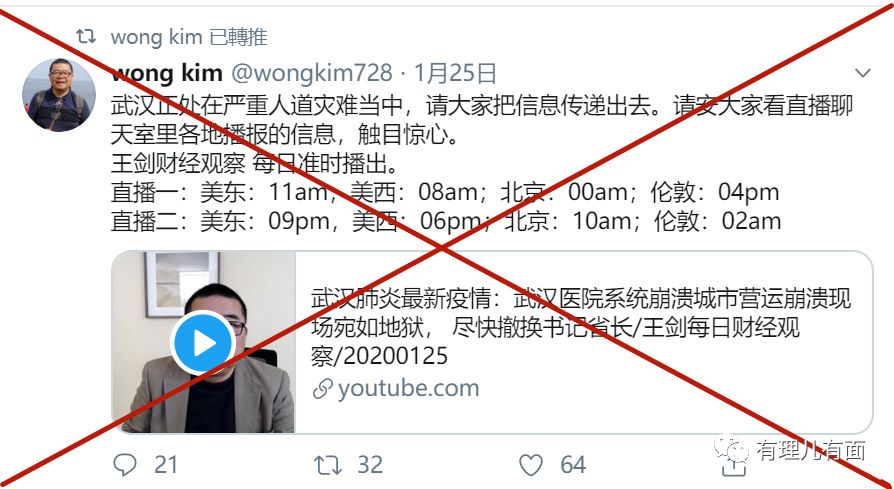 wong kim 已轉推
wong kim @wongkim728 · 1月25日
武汉正处在严重人道灾难当中，请大家把信息传递出去。请安大家看直播聊
天室里各地播报的信息，触目惊心。
王剑财经观察 每日准时播出。
直播一：美东：11am，美西：08am；北京：00am；伦敦：04pm
直播二：美东：09pm，美西：06pm；北京：10am；伦敦：02am
武汉肺炎最新疫情：武汉医院系统崩溃城市营运崩溃现
场宛如地狱， 尽快撤换书记省长/王剑每日财经观
察/20200125
youtube.com
21
32
64
有理儿有面